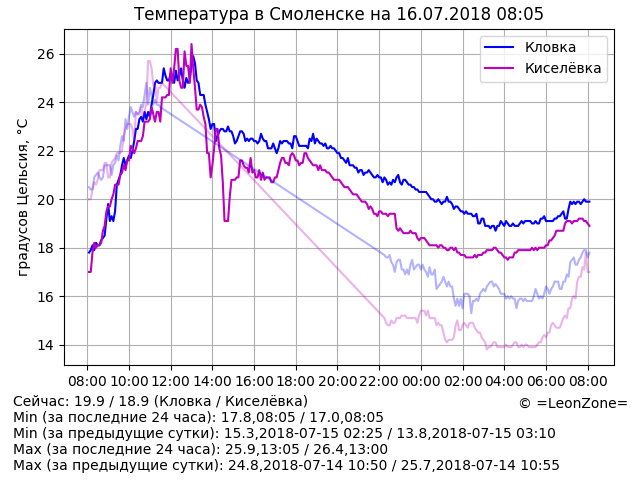 Температура в Смоленске на 16.07.2018 08:05
Кловка
Киселёвка
градусов Цельсия, °C
26
24
22
20
18
16
14
08:00 10:00 12:00 14:00 16:00 18:00 20:00 22:00 00:00 02:00 04:00 06:00 08:00
Сейчас: 19.9 / 18.9 (Кловка / Киселёвка)
© =LeonZone=
Min (за последние 24 часа): 17.8,08:05 / 17.0,08:05
Min (за предыдущие сутки): 15.3,2018-07-15 02:25 / 13.8,2018-07-15 03:10
Max (за последние 24 часа): 25.9,13:05 / 26.4,13:00
Max (за предыдущие сутки): 24.8,2018-07-14 10:50 / 25.7,2018-07-14 10:55